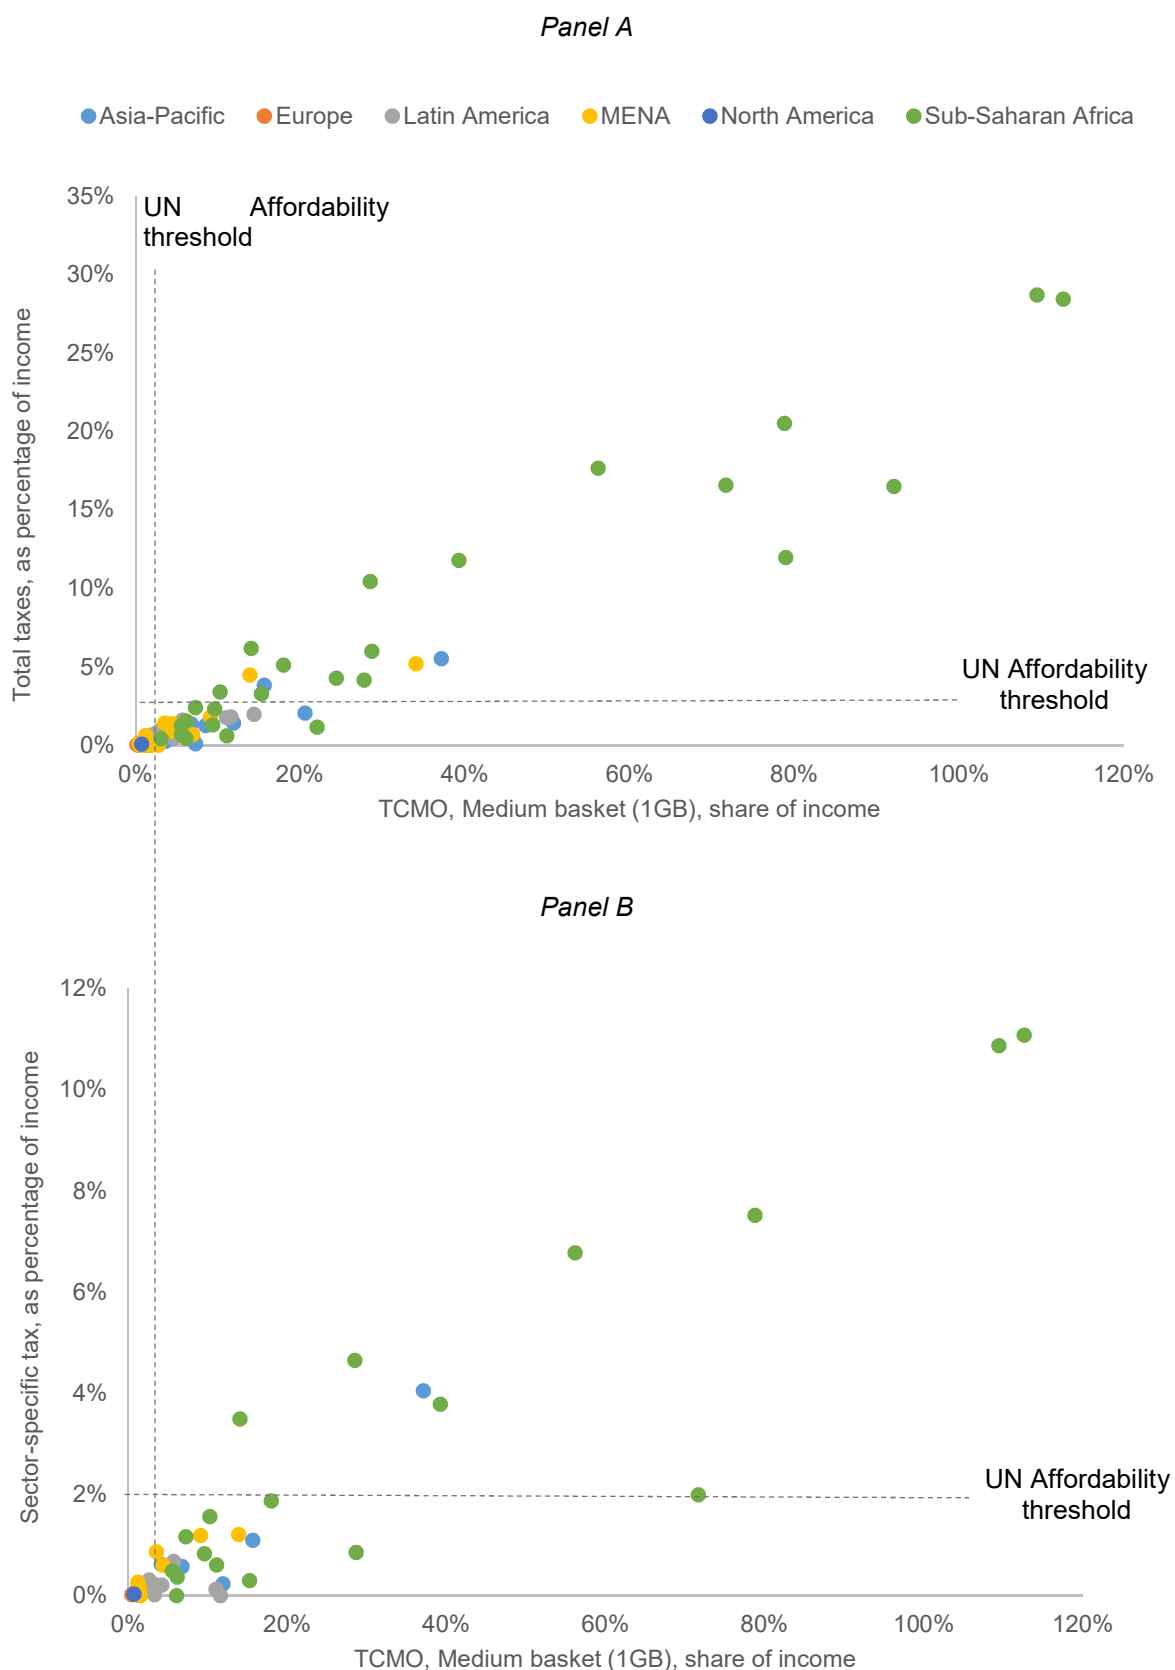 Panel A
Asia-Pacific Europe Latin America MENA North America Sub-Saharan Africa
35%
UN Affordability
threshold
30%
25%
20%
15%
10%
5%
0%
Total taxes, as percentage of income
UN Affordability
threshold
0% 20% 40% 60% 80% 100% 120%
TCMO, Medium basket (1GB), share of income
Panel B
12%
10%
8%
6%
4%
2%
0%
Sector-specific tax, as percentage of income
UN Affordability
threshold
0% 20% 40% 60% 80% 100% 120%
TCMO, Medium basket (1GB), share of income